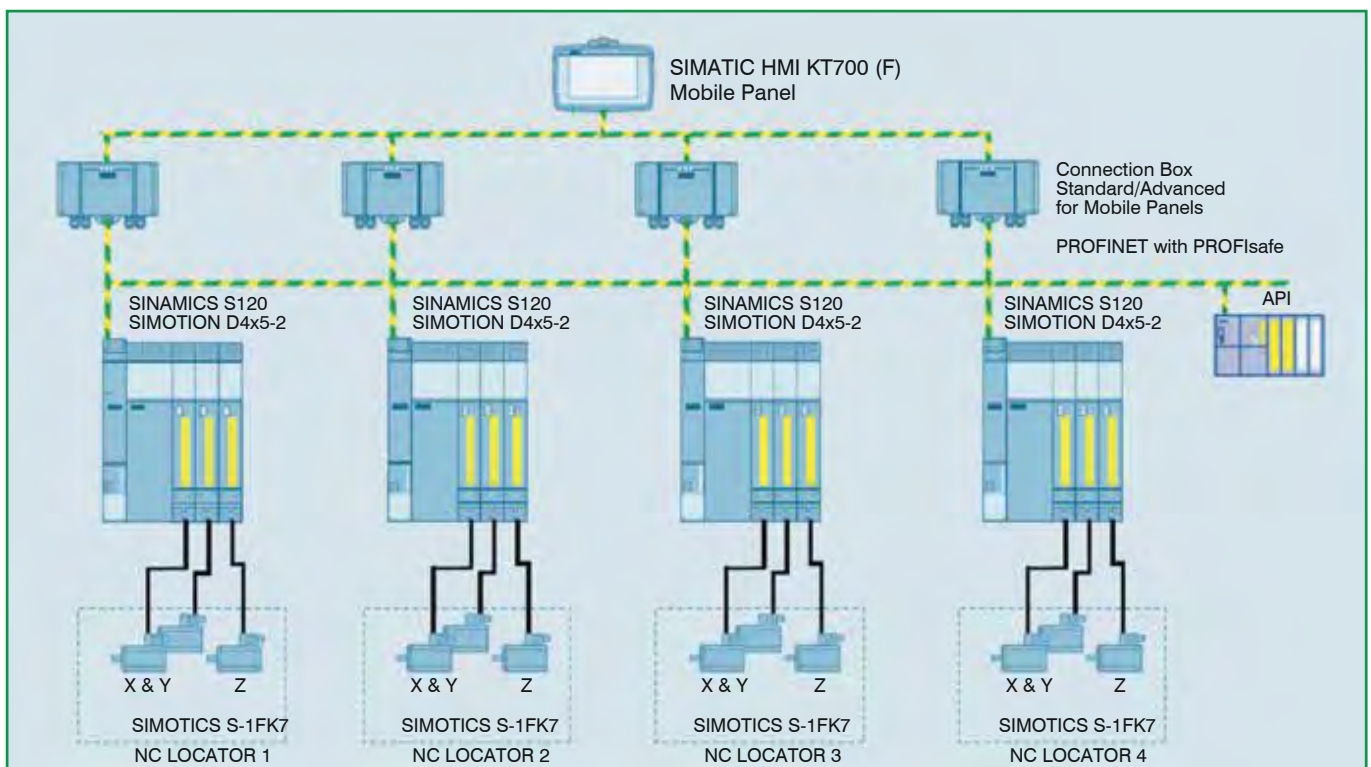 SIMATIC HMI KT700 (F)
Mobile Panel
Connection Box
Standard/Advanced
for Mobile Panels
PROFINET with PROFIsafe
SINAMICS S120
SIMOTION D4x5-2
SINAMICS S120
SIMOTION D4x5-2
SINAMICS S120
SIMOTION D4x5-2
SINAMICS S120
SIMOTION D4x5-2
API
X & Y
Z
X & Y
Z
X & Y
Z
X & Y
Z
SIMOTICS S-1FK7
SIMOTICS S-1FK7
SIMOTICS S-1FK7
SIMOTICS S-1FK7
NC LOCATOR 1
NC LOCATOR 2
NC LOCATOR 3
NC LOCATOR 4